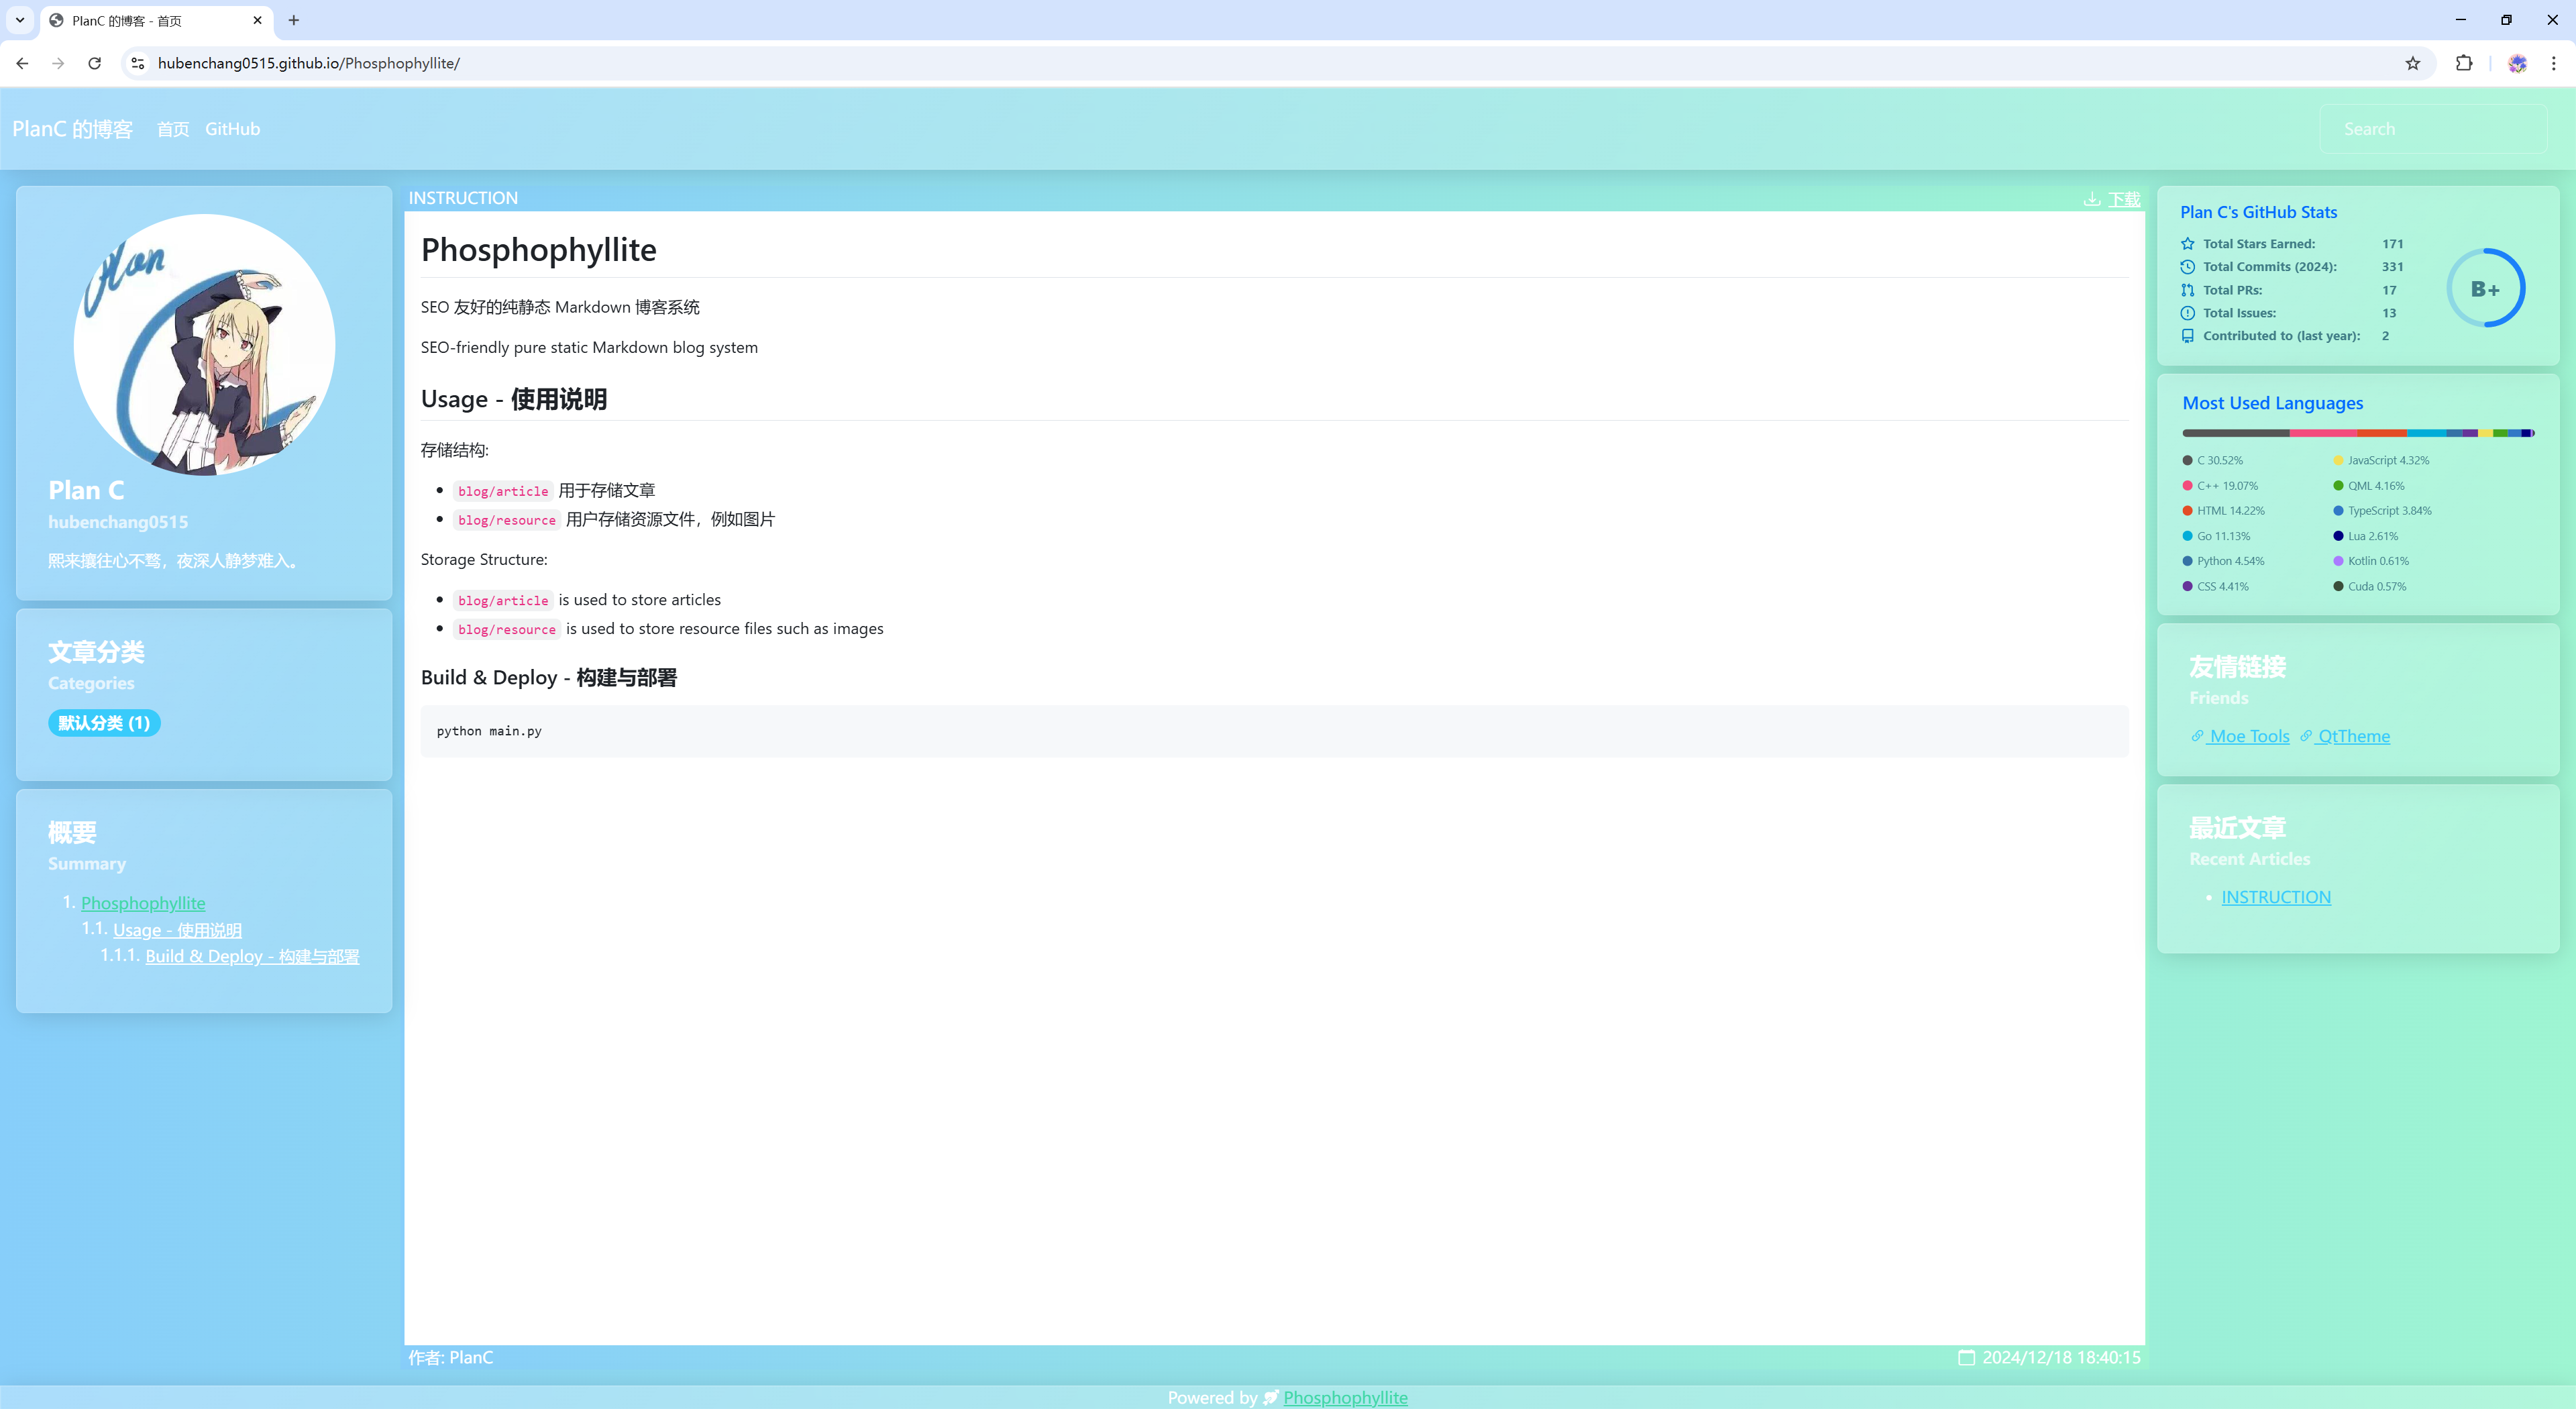 PlanC 的博客 - 首页
hubenchang0515.github.io/Phosphophyllite/
PlanC 的博客 首页 GitHub
Search
Plan
Plan C
hubenchang0515
熙来攘往心不骛，夜深人静梦难入。
文章分类
Categories
默认分类 (1)
概要
Summary
1. Phosphophyllite
1.1. Usage - 使用说明
1.1.1. Build & Deploy - 构建与部署
INSTRUCTION
下载
Phosphophyllite
SEO 友好的纯静态 Markdown 博客系统
SEO-friendly pure static Markdown blog system
Usage - 使用说明
存储结构:
blog/article 用于存储文章
blog/resource 用户存储资源文件，例如图片
Storage Structure:
blog/article is used to store articles
blog/resource is used to store resource files such as images
Build & Deploy - 构建与部署
python main.py
作者: PlanC
2024/12/18 18:40:15
Plan C's GitHub Stats
Total Stars Earned: 171
Total Commits (2024): 331
Total PRs: 17
Total Issues: 13
Contributed to (last year): 2
B+
Most Used Languages
C 30.52%
C++ 19.07%
HTML 14.22%
Go 11.13%
Python 4.54%
CSS 4.41%
JavaScript 4.32%
QML 4.16%
TypeScript 3.84%
Lua 2.61%
Kotlin 0.61%
Cuda 0.57%
友情链接
Friends
Moe Tools QtTheme
最近文章
Recent Articles
INSTRUCTION
Powered by Phosphophyllite